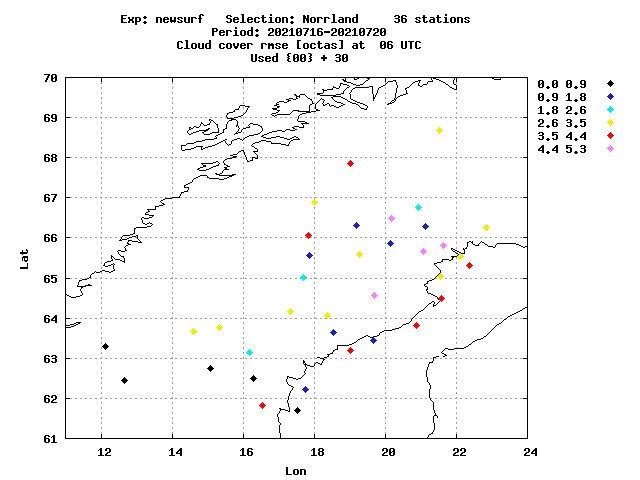 Exp: newsurf Selection: Norrland 36 stations
Period: 20210716-20210720
Cloud cover rmse [octas] at 06 UTC
Used {00} + 30
70
69
68
67
66
65
64
63
62
61
Lat
12 14 16 18 20 22 24
Lon
0.0 0.9
0.9 1.8
1.8 2.6
2.6 3.5
3.5 4.4
4.4 5.3